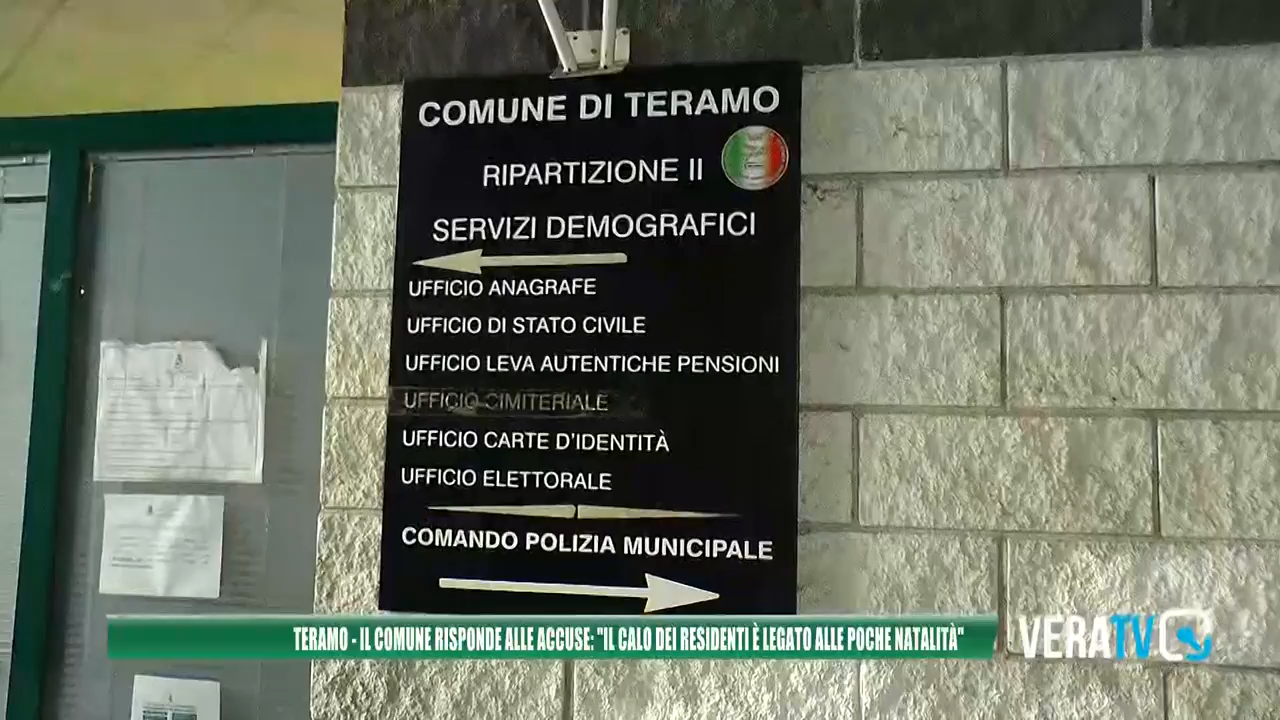 COMUNE DI TERAMO
RIPARTIZIONE II
SERVIZI DEMOGRAFICI
UFFICIO ANAGRAFE
UFFICIO DI STATO CIVILE
UFFICIO LEVA AUTENTICHE PENSIONI
UFFICIO CIMITERIALE
UFFICIO CARTE D'IDENTITÀ
UFFICIO ELETTORALE
COMANDO POLIZIA MUNICIPALE
TERAMO - IL COMUNE RISPONDE ALLE ACCUSE: "IL CALO DEI RESIDENTI È LEGATO ALLE POCHE NATALITÀ"
VERATV